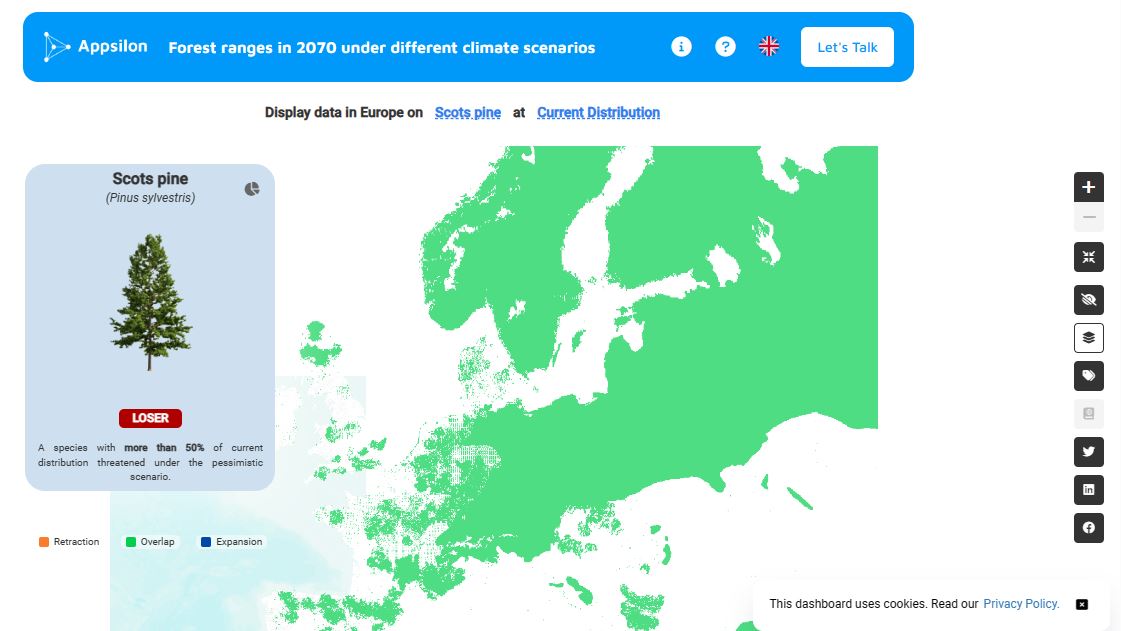 Appsilon Forest ranges in 2070 under different climate scenarios Let's Talk
Display data in Europe on Scots pine at Current Distribution
Scots pine
(Pinus sylvestris)
LOSER
A species with more than 50% of current
distribution threatened under the pessimistic
scenario.
Retraction Overlap Expansion
This dashboard uses cookies. Read our Privacy Policy.